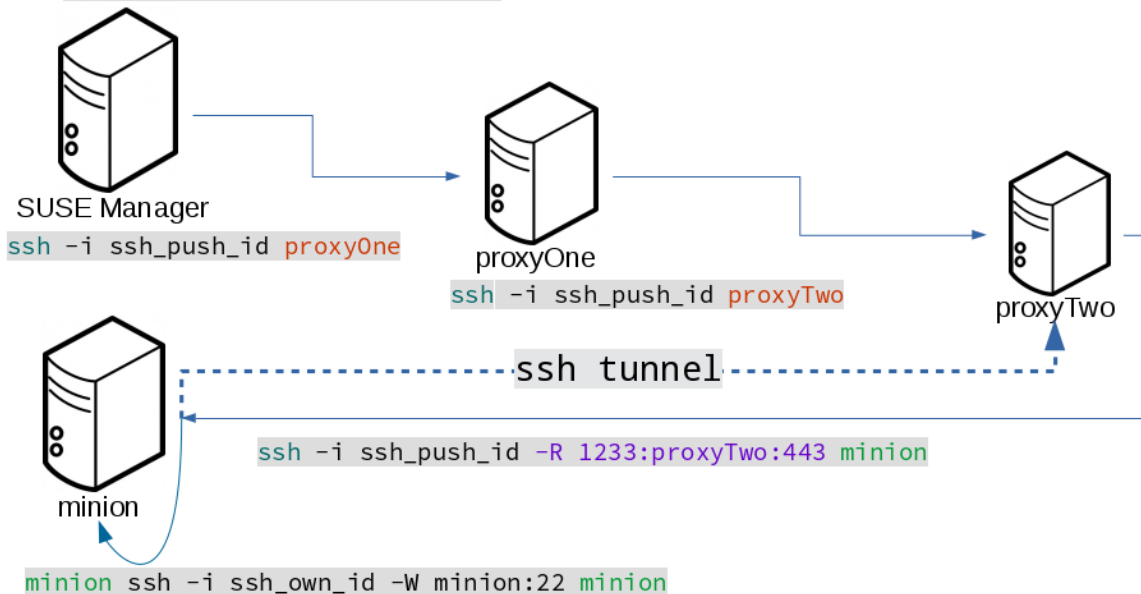 SUSE Manager
ssh -i ssh_push_id proxyOne
proxyOne
ssh -i ssh_push_id proxyTwo
proxyTwo
ssh tunnel
ssh -i ssh_push_id -R 1233:proxyTwo:443 minion
minion
minion ssh -i ssh_own_id -W minion:22 minion